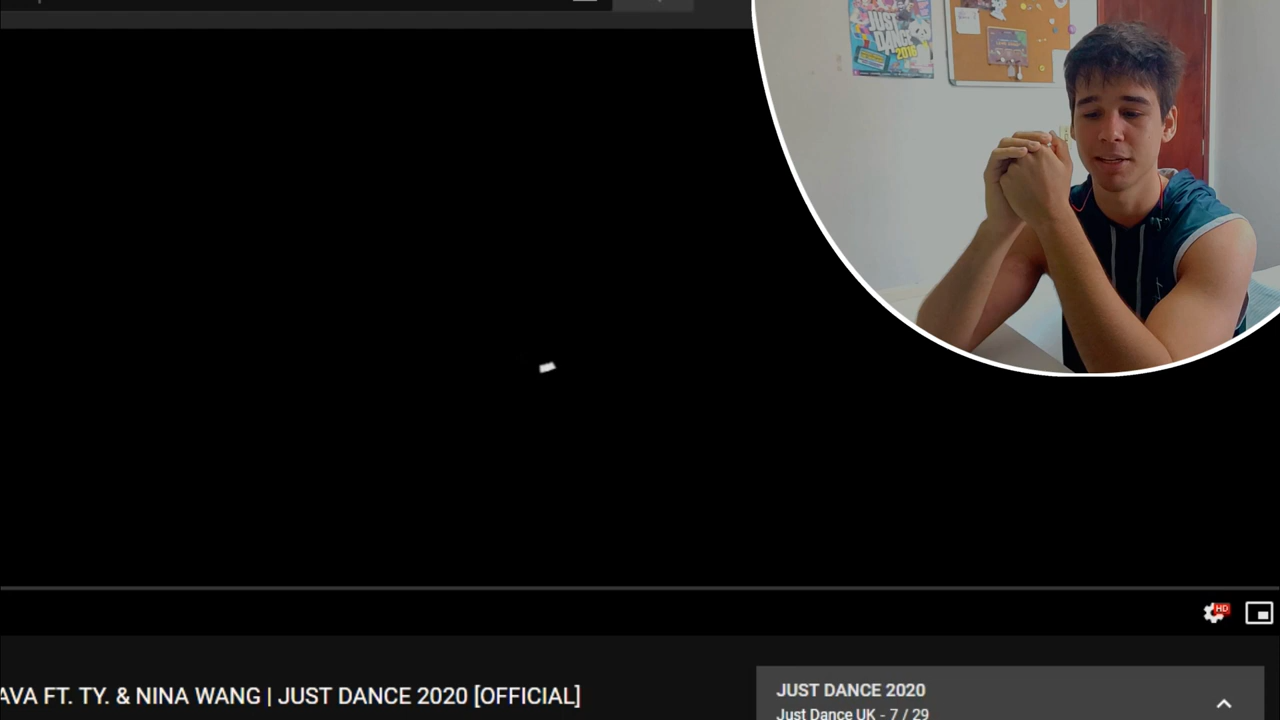 JUST
DANCE
2016
HD
AVA FT. TY. & NINA WANG | JUST DANCE 2020 [OFFICIAL]
JUST DANCE 2020
Just Dance UK - 7 / 29